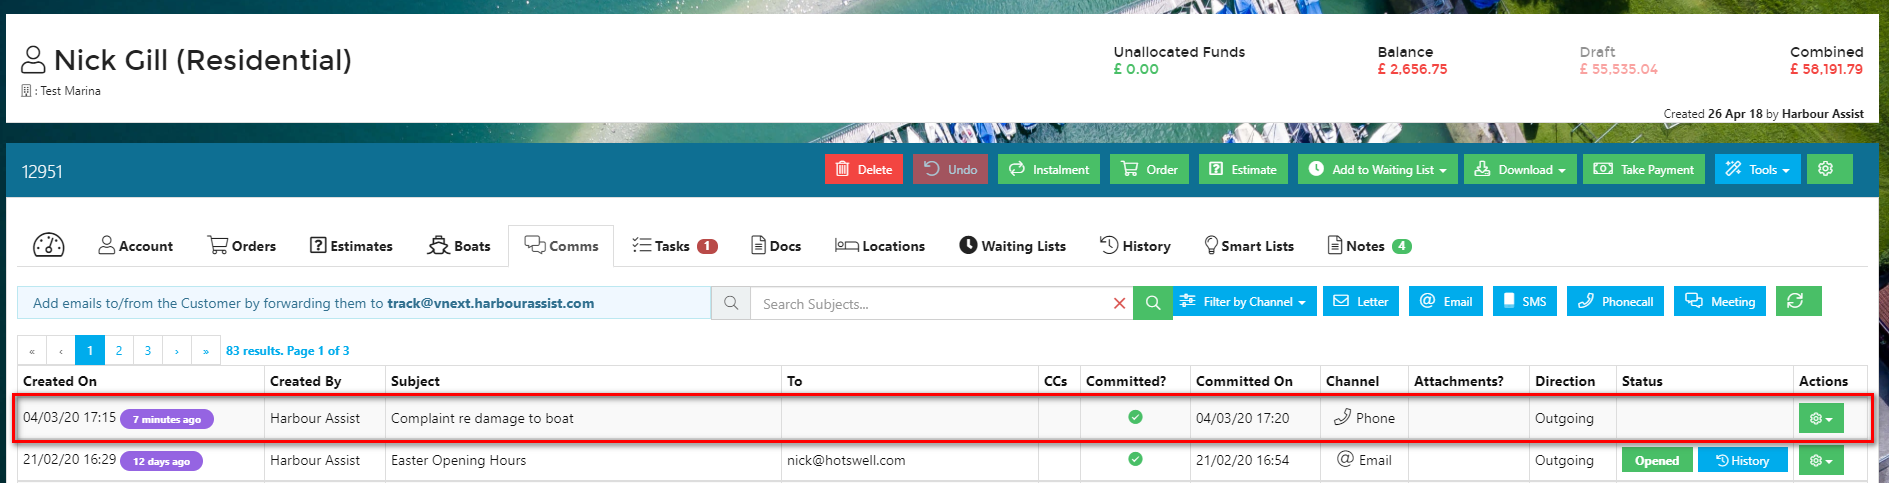 Nick Gill (Residential)
: Test Marina
Unallocated Funds
£ 0.00
Balance
£ 2,656.75
Draft
£ 55,535.04
Combined
£ 58,191.79
Created 26 Apr 18 by Harbour Assist
12951
Delete
Undo
Instalment
Order
Estimate
Add to Waiting List
Download
Take Payment
Tools
Account
Orders
Estimates
Boats
Comms
Tasks 1
Docs
Locations
Waiting Lists
History
Smart Lists
Notes 4
Add emails to/from the Customer by forwarding them to track@vnext.harbourassist.com
Search Subjects...
Filter by Channel
Letter
Email
SMS
Phonecall
Meeting
« ‹ 1 2 3 › » 83 results. Page 1 of 3
Created On Created By Subject To CCs Committed? Committed On Channel Attachments? Direction Status Actions
04/03/20 17:15 7 minutes ago Harbour Assist Complaint re damage to boat 04/03/20 17:20 Phone Outgoing
21/02/20 16:29 12 days ago Harbour Assist Easter Opening Hours nick@hotswell.com 21/02/20 16:54 Email Outgoing Opened History